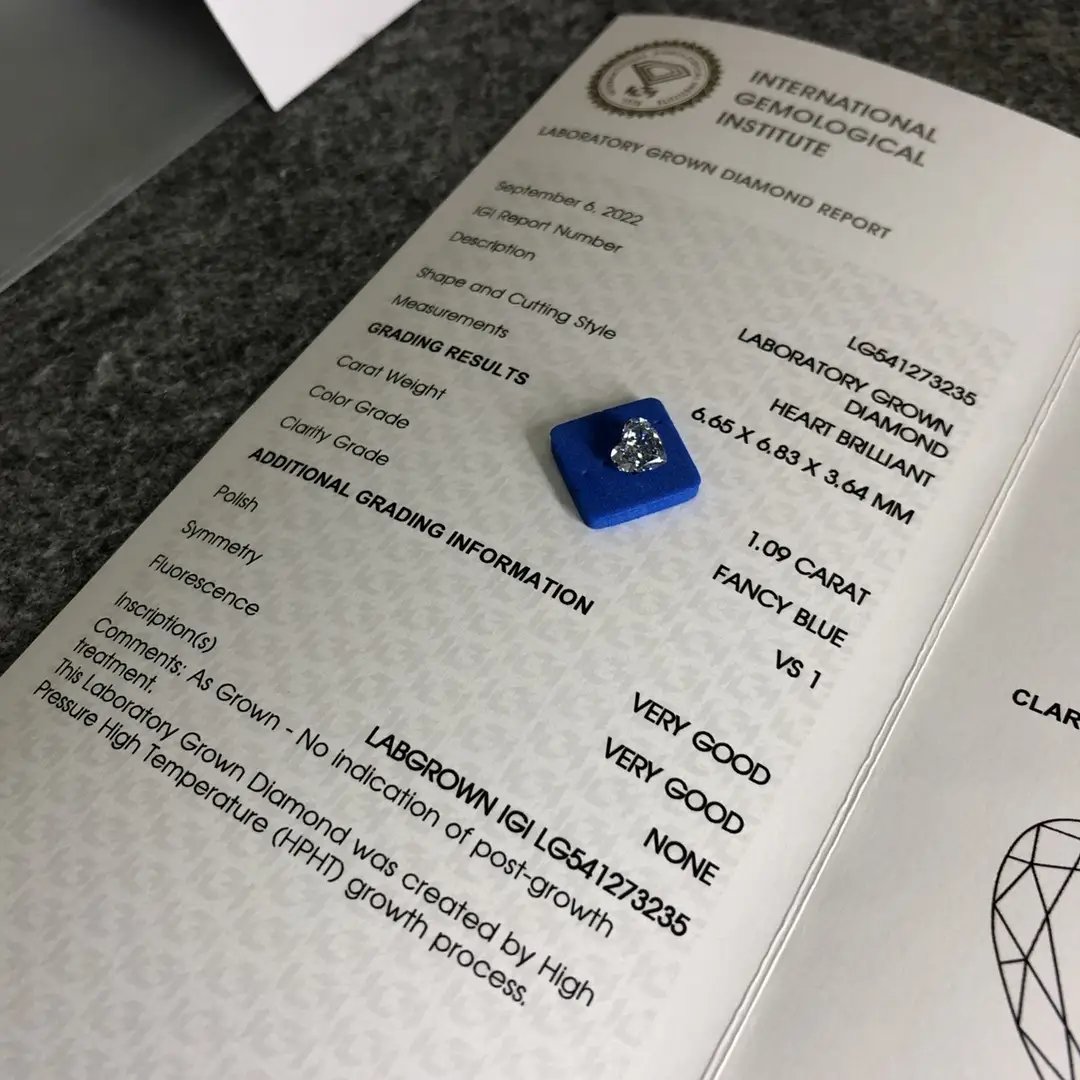 INTERNATIONAL
GEMOLOGICAL
INSTITUTE
LABORATORY GROWN DIAMOND REPORT
September 6, 2022
IGI Report Number LG541273235
Description LABORATORY GROWN
DIAMOND
Shape and Cutting Style HEART BRILLIANT
Measurements 6.65 X 6.83 X 3.64 MM
GRADING RESULTS
Carat Weight 1.09 CARAT
Color Grade FANCY BLUE
Clarity Grade VS 1
ADDITIONAL GRADING INFORMATION
Polish VERY GOOD
Symmetry VERY GOOD
Fluorescence NONE
Inscription(s) LABGROWN IGI LG541273235
Comments: As Grown - No indication of post-growth
treatment.
This Laboratory Grown Diamond was created by High
Pressure High Temperature (HPHT) growth process.
CLAR